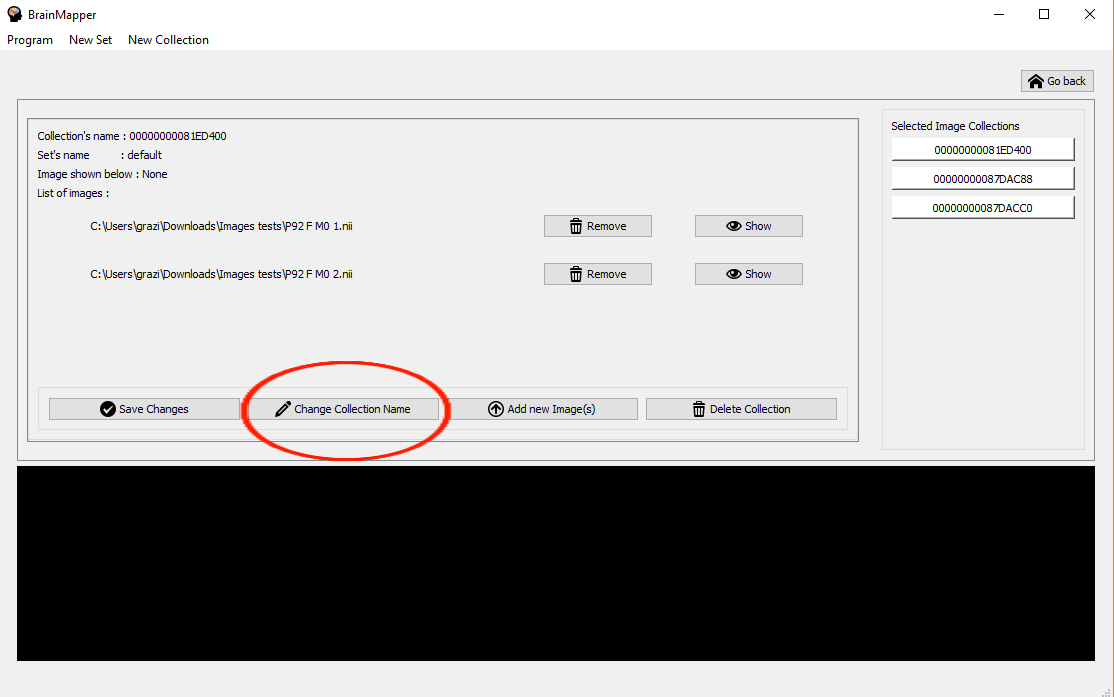 BrainMapper
Program New Set New Collection
Go back
Collection's name : 00000000081ED400
Set's name : default
Image shown below : None
List of images :
C:\Users\grazi\Downloads\Images tests\P92 F M0 1.nii Remove Show
C:\Users\grazi\Downloads\Images tests\P92 F M0 2.nii Remove Show
Save Changes Change Collection Name Add new Image(s) Delete Collection
Selected Image Collections
00000000081ED400
00000000087DAC88
00000000087DACC0